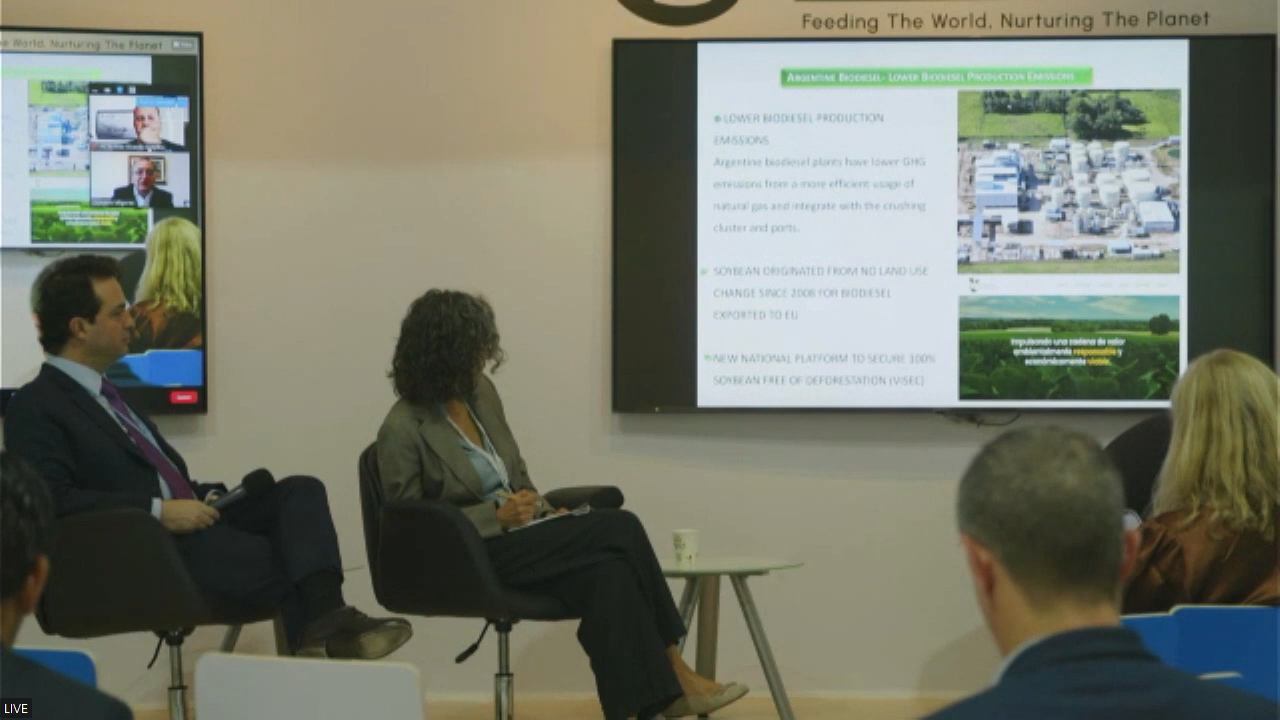 Feeding The World, Nurturing The Planet
World, Nurturing The Planet
ARGENTINE BIODIESEL- LOWER BIODIESEL PRODUCTION EMISSIONS
LOWER BIODIESEL PRODUCTION
EMISSIONS
Argentine biodiesel plants have lower GHG
emissions from a more efficient usage of
natural gas and integrate with the crushing
cluster and ports.
SOYBEAN ORIGINATED FROM NO LAND USE
CHANGE SINCE 2008 FOR BIODIESEL
EXPORTED TO EU
NEW NATIONAL PLATFORM TO SECURE 100%
SOYBEAN FREE OF DEFORESTATION (VISEC)
Impulsando una cadena de valor
ambientalmente responsable y
económicamente viable.
LIVE